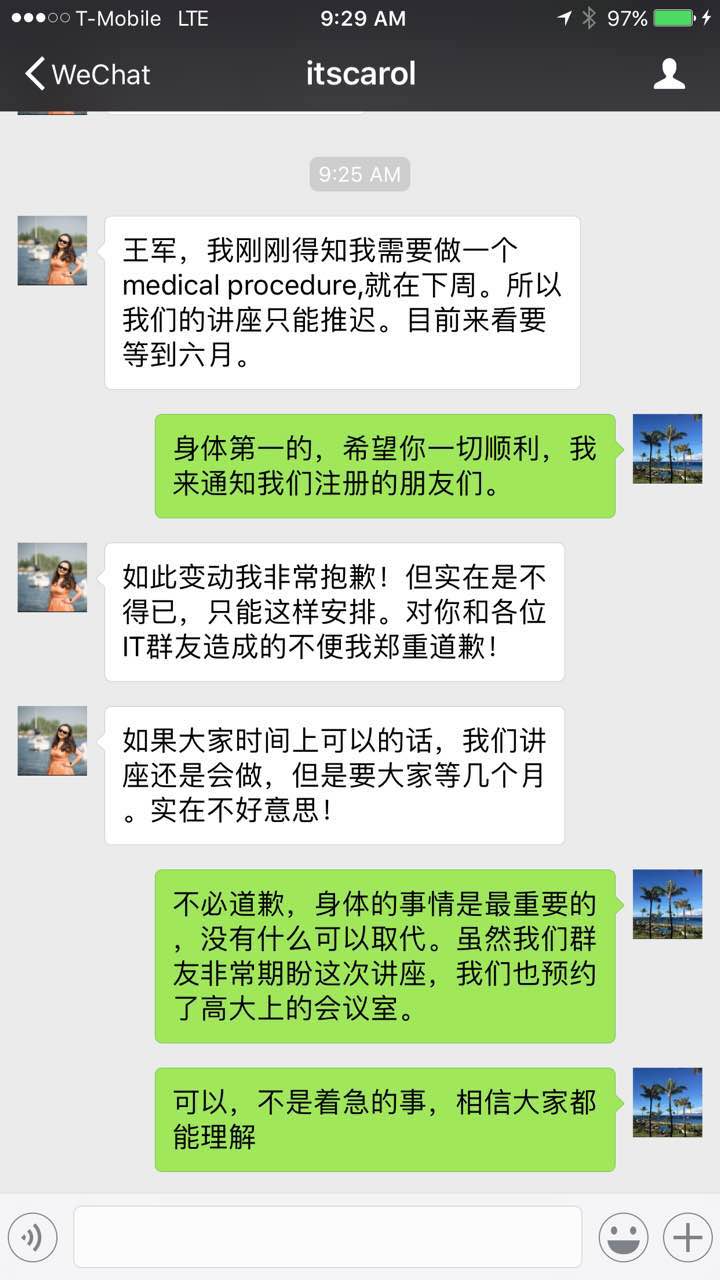 T-Mobile LTE 9:29 AM 97%
WeChat itscarol
9:25 AM
王军，我刚刚得知我需要做一个
medical procedure,就在下周。所以
我们的讲座只能推迟。目前来看要
等到六月。
身体第一的，希望你一切顺利，我
来通知我们注册的朋友们。
如此变动我非常抱歉！但实在是不
得已，只能这样安排。对你和各位
IT群友造成的不便我郑重道歉！
如果大家时间上可以的话，我们讲
座还是会做，但是要大家等几个月
。实在不好意思！
不必道歉，身体的事情是最重要的
，没有什么可以取代。虽然我们群
友非常期盼这次讲座，我们也预约
了高大上的会议室。
可以，不是着急的事，相信大家都
能理解